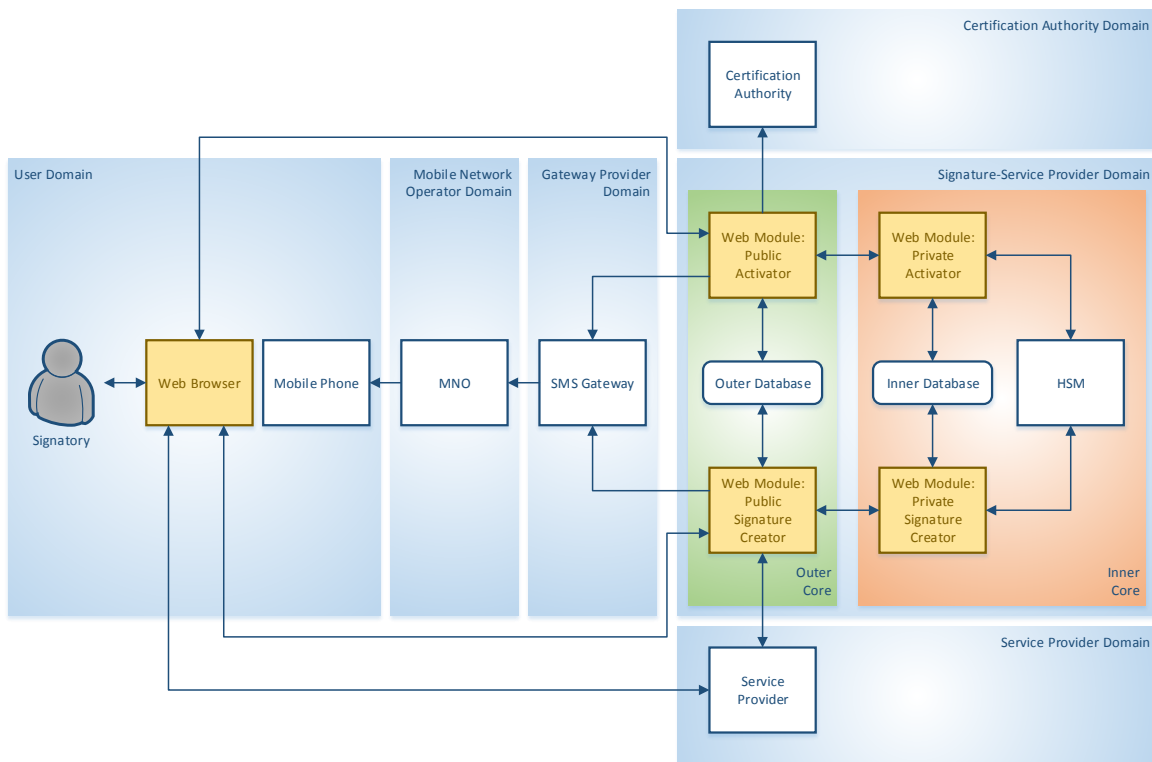 Certification Authority Domain
Certification
Authority
User Domain
Mobile Network
Operator Domain
Gateway Provider
Domain
Signature-Service Provider Domain
Web Module:
Public
Activator
Web Module:
Private
Activator
Signatory
Web Browser
Mobile Phone
MNO
SMS Gateway
Outer Database
Inner Database
HSM
Web Module:
Public
Signature
Creator
Web Module:
Private
Signature
Creator
Outer
Core
Inner
Core
Service Provider Domain
Service
Provider